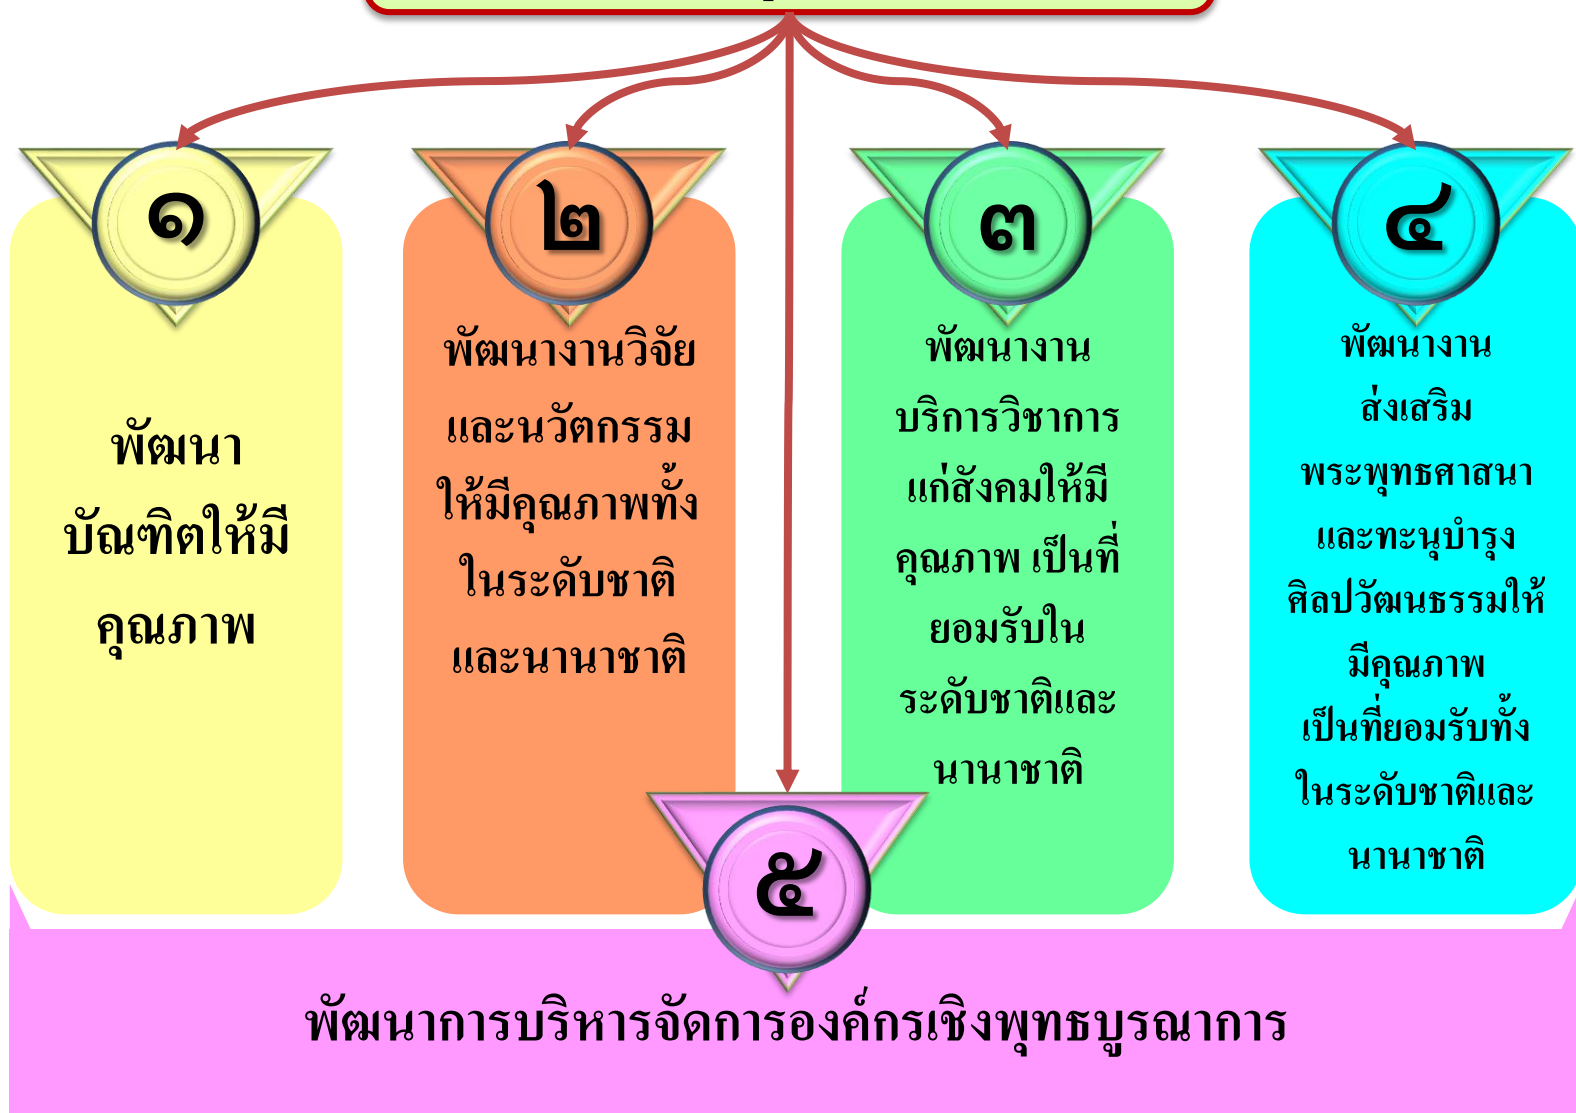 ๑
พัฒนา
บัณฑิตให้มี
คุณภาพ
๒
พัฒนางานวิจัย
และนวัตกรรม
ให้มีคุณภาพทั้ง
ในระดับชาติ
และนานาชาติ
๓
พัฒนางาน
บริการวิชาการ
แก่สังคมให้มี
คุณภาพ เป็นที่
ยอมรับใน
ระดับชาติและ
นานาชาติ
๔
พัฒนางาน
ส่งเสริม
พระพุทธศาสนา
และทะนุบำรุง
ศิลปวัฒนธรรมให้
มีคุณภาพ
เป็นที่ยอมรับทั้ง
ในระดับชาติและ
นานาชาติ
๕
พัฒนาการบริหารจัดการองค์กรเชิงพุทธบูรณาการ